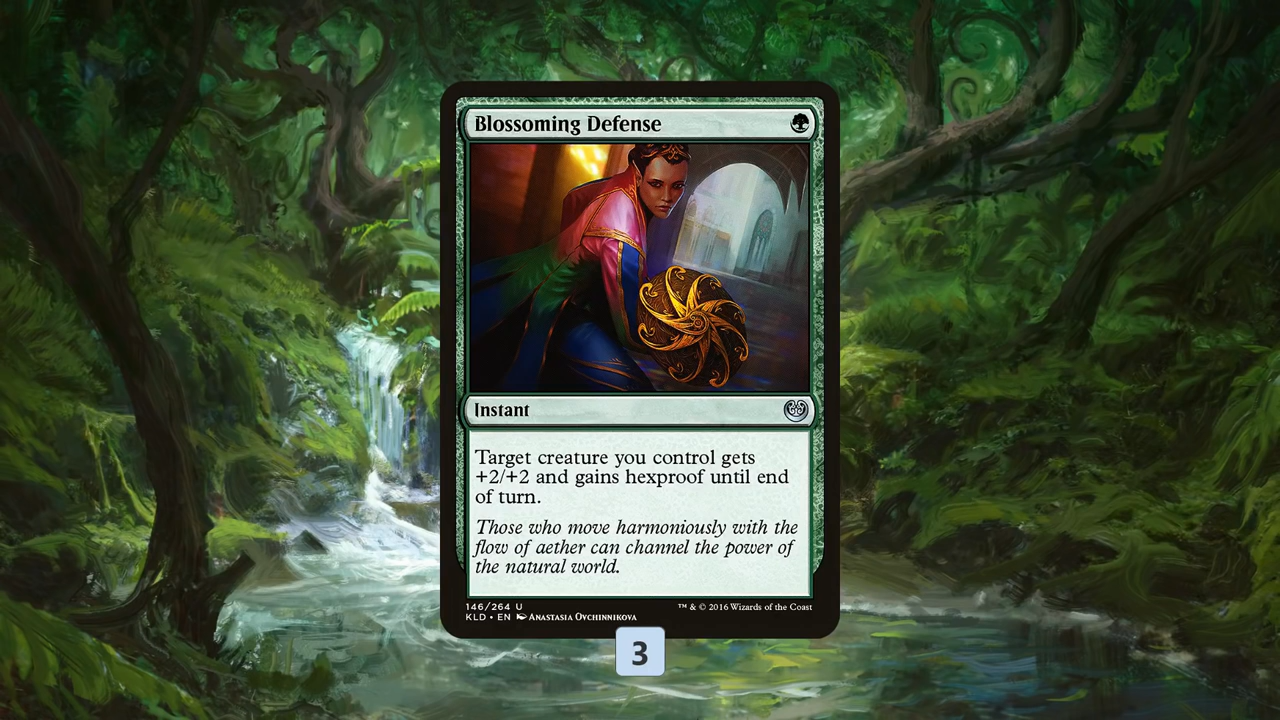 Blossoming Defense
Instant
Target creature you control gets
+2/+2 and gains hexproof until end
of turn.
Those who move harmoniously with the
flow of aether can channel the power of
the natural world.
146/264 U
KLD • EN Anastasia Ovchinnikova
™ & © 2016 Wizards of the Coast
3